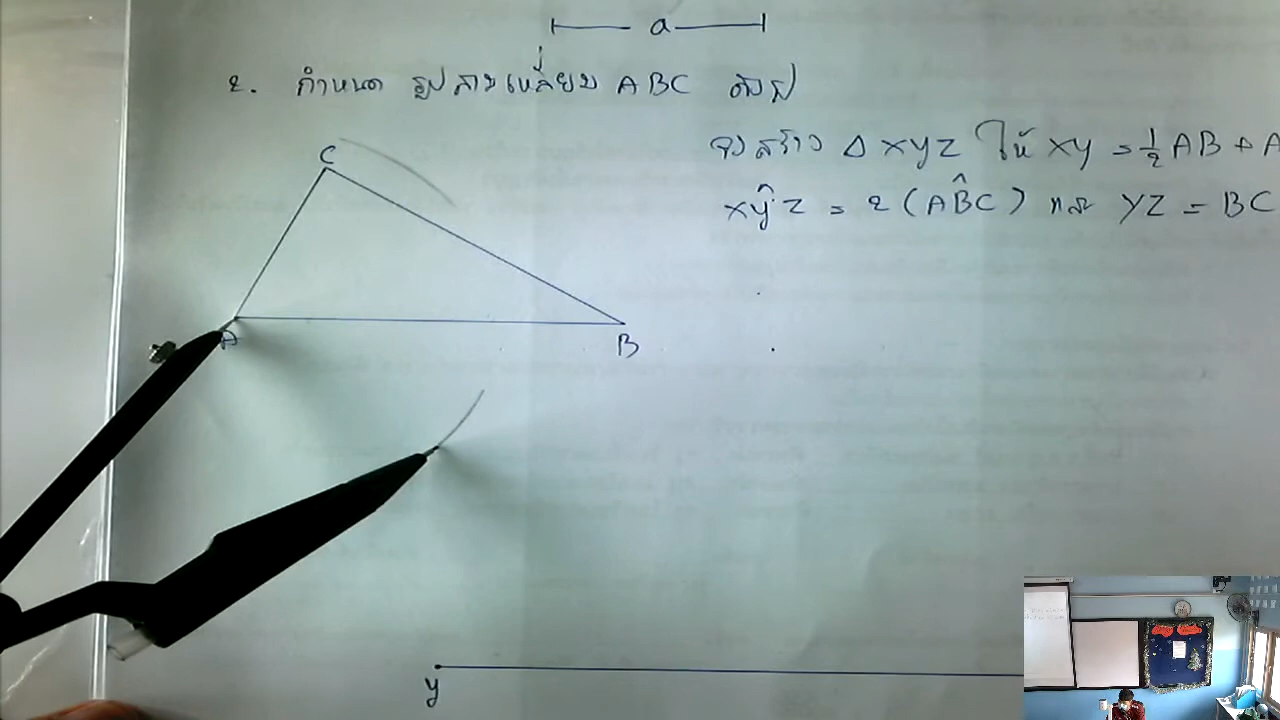 a
2. กำหนด รูปสามเหลี่ยม ABC ดังรูป
จงสร้าง Δ XYZ ให้ XY = ½ AB + A
XŶZ = 2 (AB̂C) และ YZ = BC
C
A
B
Y